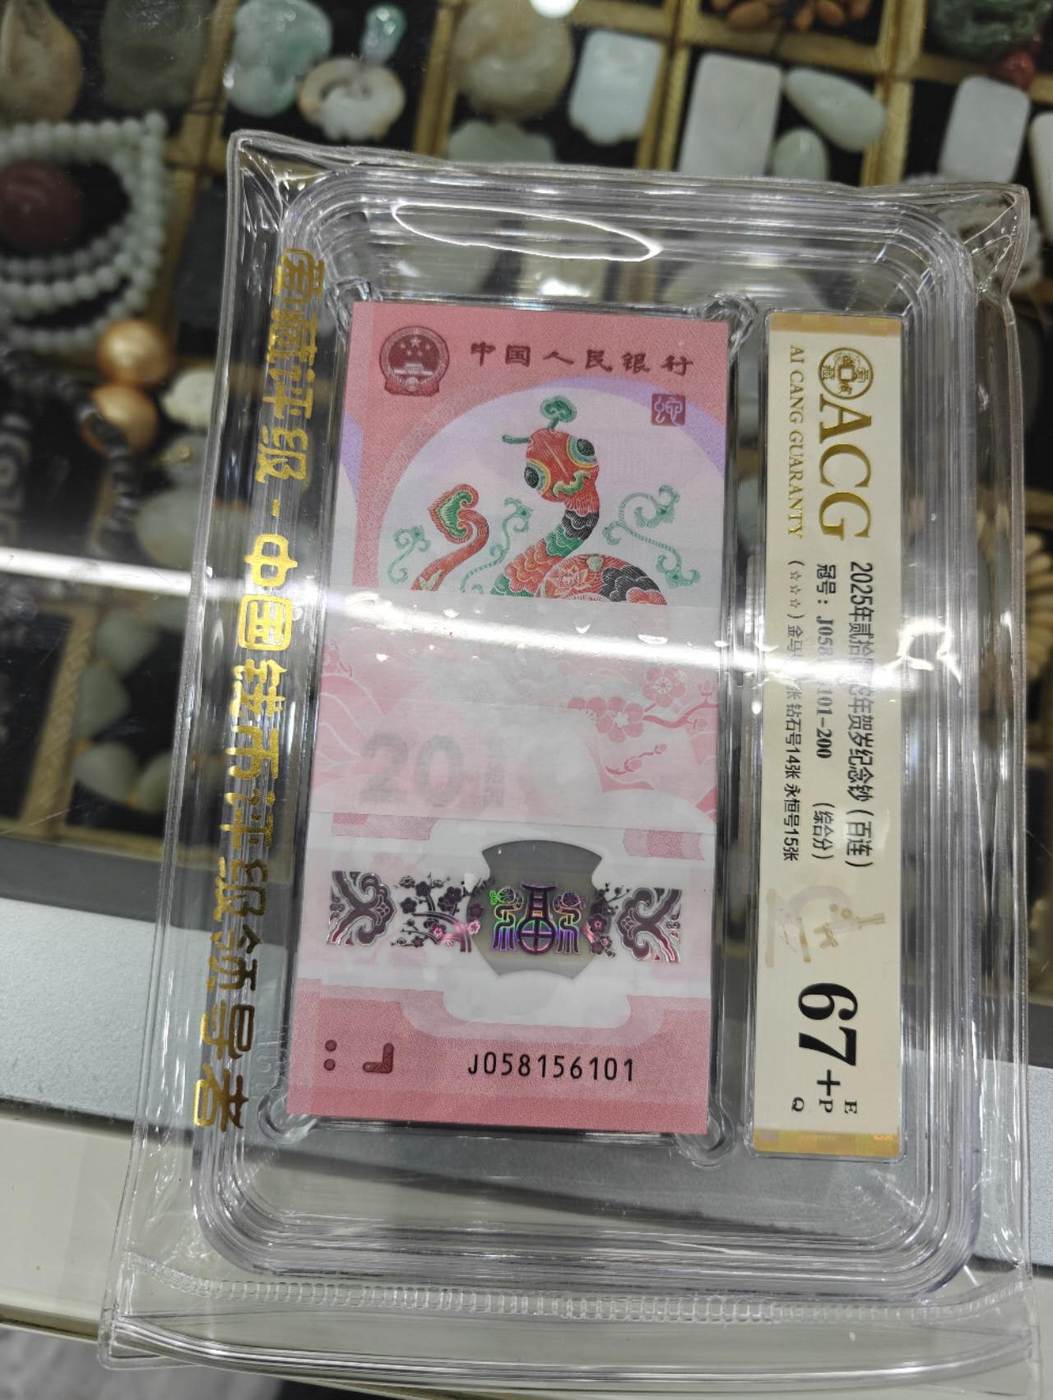 爱藏评级 - 中国钱币评级领导者
中国人民银行
20
J058156101
ACG
AI CANG GUARANTY
2025年贰拾 年贺岁纪念钞（百连）
冠号：J058 101-200 （综合分）
（☆☆☆）金马 张 钻石号14张 永恒号15张
67+
E
P
Q